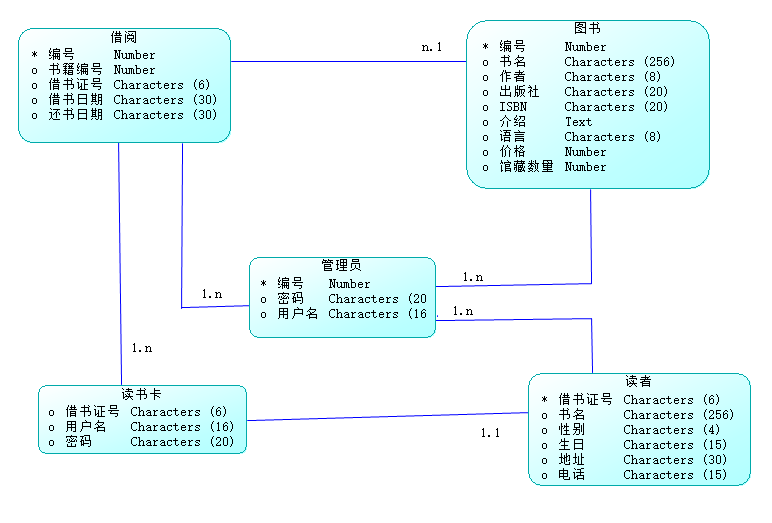 借阅
* 编号 Number
o 书籍编号 Number
o 借书证号 Characters (6)
o 借书日期 Characters (30)
o 还书日期 Characters (30)
n.1
图书
* 编号 Number
o 书名 Characters (256)
o 作者 Characters (8)
o 出版社 Characters (20)
o ISBN Characters (20)
o 介绍 Text
o 语言 Characters (8)
o 价格 Number
o 馆藏数量 Number
管理员
* 编号 Number
o 密码 Characters (20
o 用户名 Characters (16
1.n
1.n
1.n
1.n
读书卡
o 借书证号 Characters (6)
o 用户名 Characters (16)
o 密码 Characters (20)
1.1
读者
* 借书证号 Characters (6)
o 书名 Characters (256)
o 性别 Characters (4)
o 生日 Characters (15)
o 地址 Characters (30)
o 电话 Characters (15)